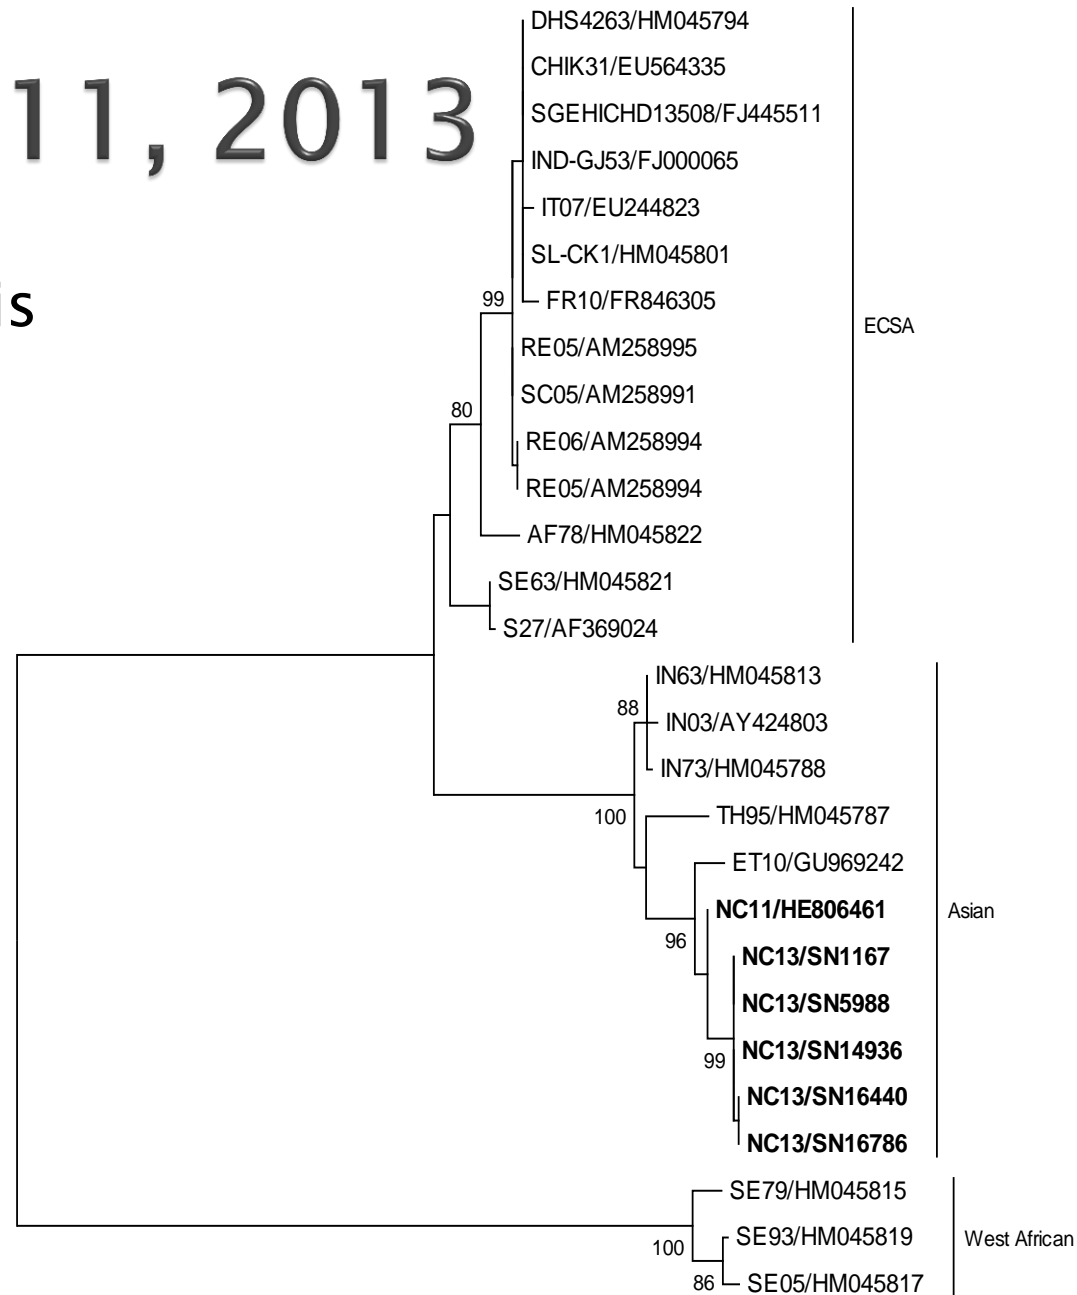 DHS4263/HM045794
CHIK31/EU564335
11, 2013
SGEHICHD13508/FJ445511
IND-GJ53/FJ000065
IT07/EU244823
SL-CK1/HM045801
99
FR10/FR846305
is
ECSA
RE05/AM258995
SC05/AM258991
80
RE06/AM258994
RE05/AM258994
AF78/HM045822
SE63/HM045821
S27/AF369024
IN63/HM045813
88
IN03/AY424803
IN73/HM045788
100
TH95/HM045787
ET10/GU969242
NC11/HE806461
Asian
96
NC13/SN1167
NC13/SN5988
NC13/SN14936
99
NC13/SN16440
NC13/SN16786
SE79/HM045815
SE93/HM045819
West African
100
86
SE05/HM045817